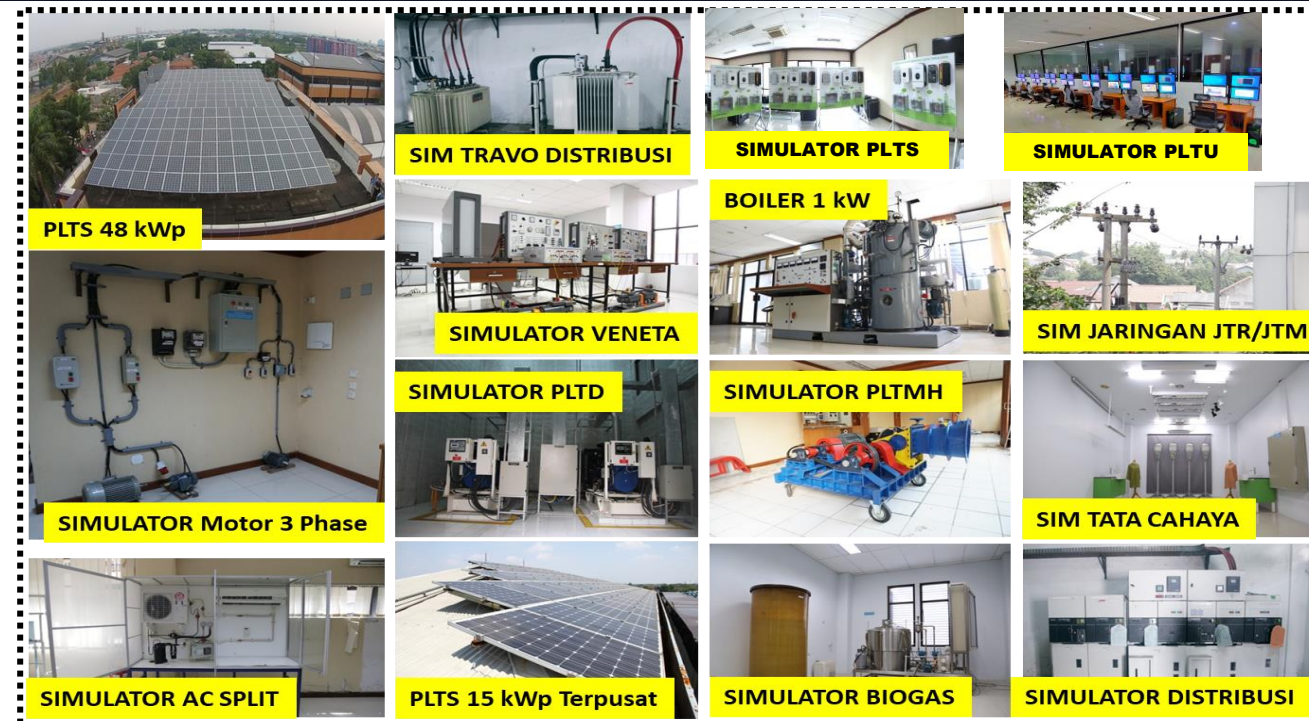 SIM TRAVO DISTRIBUSI
SIMULATOR PLTS
SIMULATOR PLTU
PLTS 48 kWp
SIMULATOR VENETA
BOILER 1 kW
SIM JARINGAN JTR/JTM
SIMULATOR Motor 3 Phase
SIMULATOR PLTD
SIMULATOR PLTMH
SIM TATA CAHAYA
SIMULATOR AC SPLIT
PLTS 15 kWp Terpusat
SIMULATOR BIOGAS
SIMULATOR DISTRIBUSI